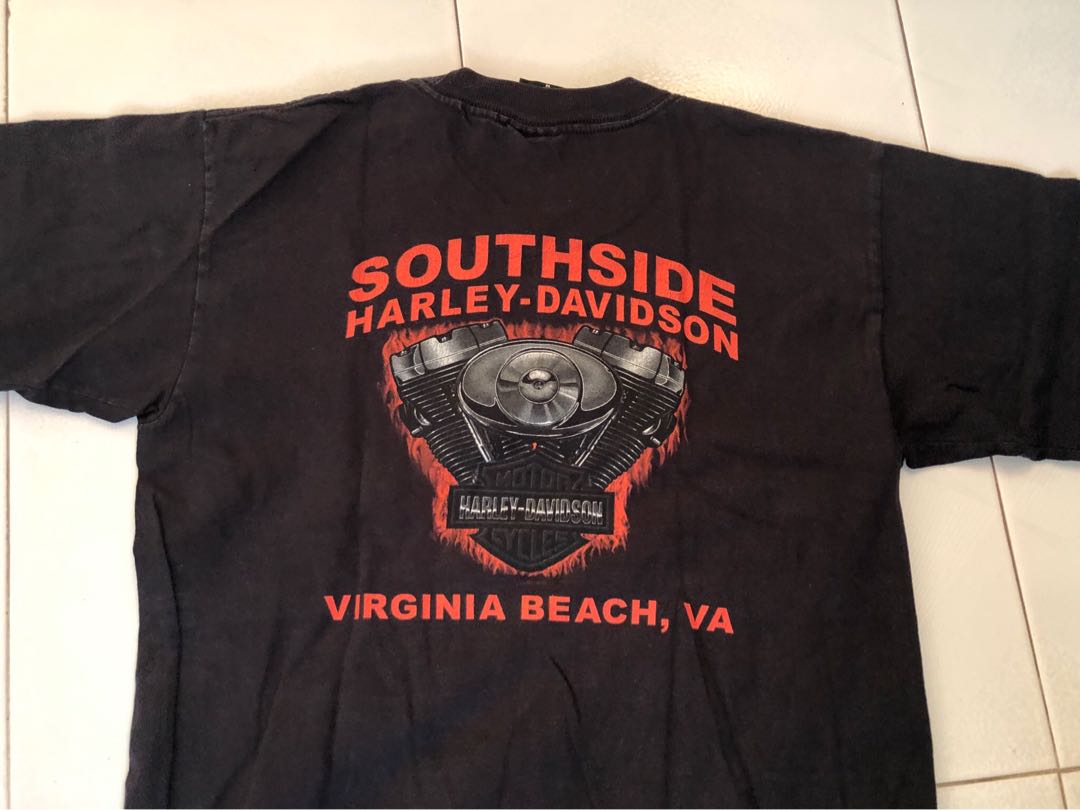 SOUTHSIDE
HARLEY-DAVIDSON
MOTOR
HARLEY-DAVIDSON
CYCLES
VIRGINIA BEACH, VA